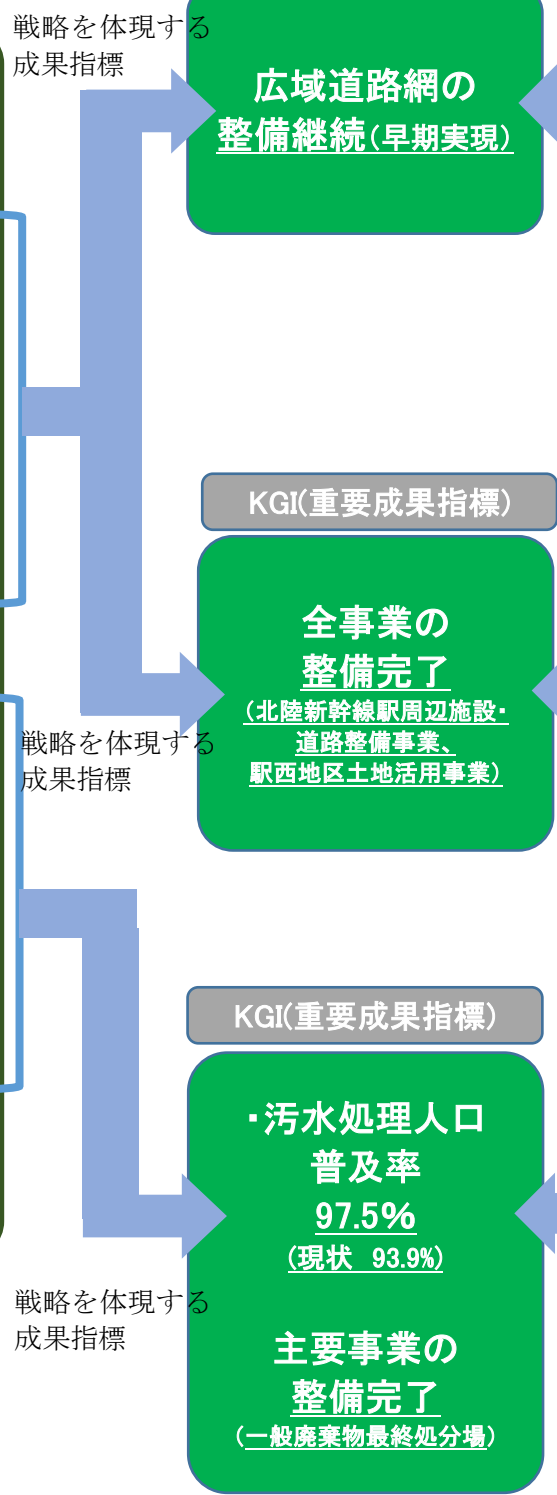 戦略を体現する
成果指標
広域道路網の
整備継続(早期実現)
KGI(重要成果指標)
全事業の
整備完了
(北陸新幹線駅周辺施設・
道路整備事業、
駅西地区土地活用事業)
戦略を体現する
成果指標
KGI(重要成果指標)
・汚水処理人口
普及率
97.5%
(現状 93.9%)
戦略を体現する
成果指標
主要事業の
整備完了
(一般廃棄物最終処分場)